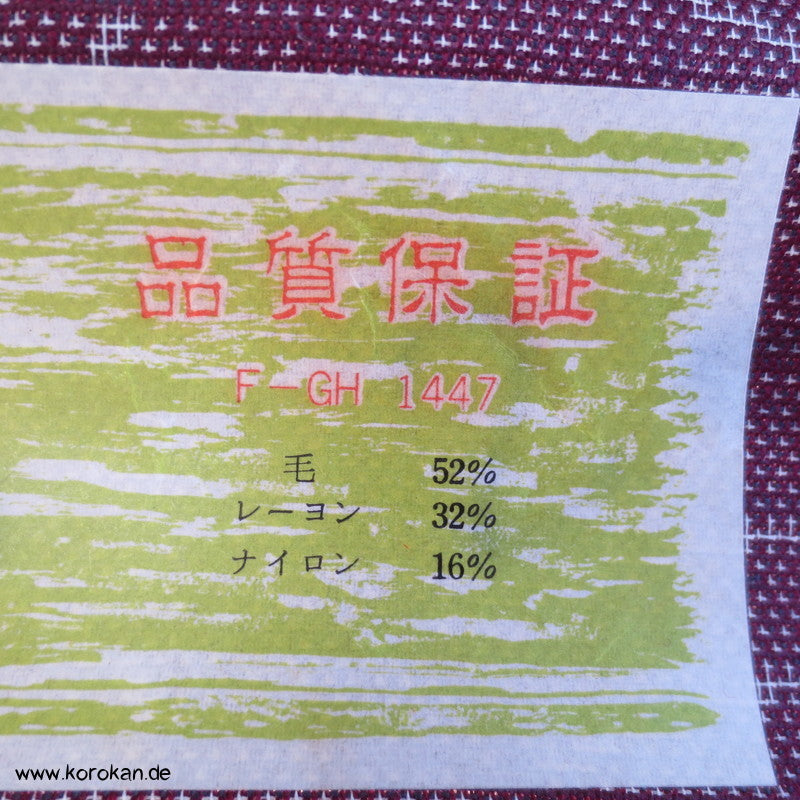 品質保証
F-GH 1447
毛 52%
レーヨン 32%
ナイロン 16%
www.korokan.de